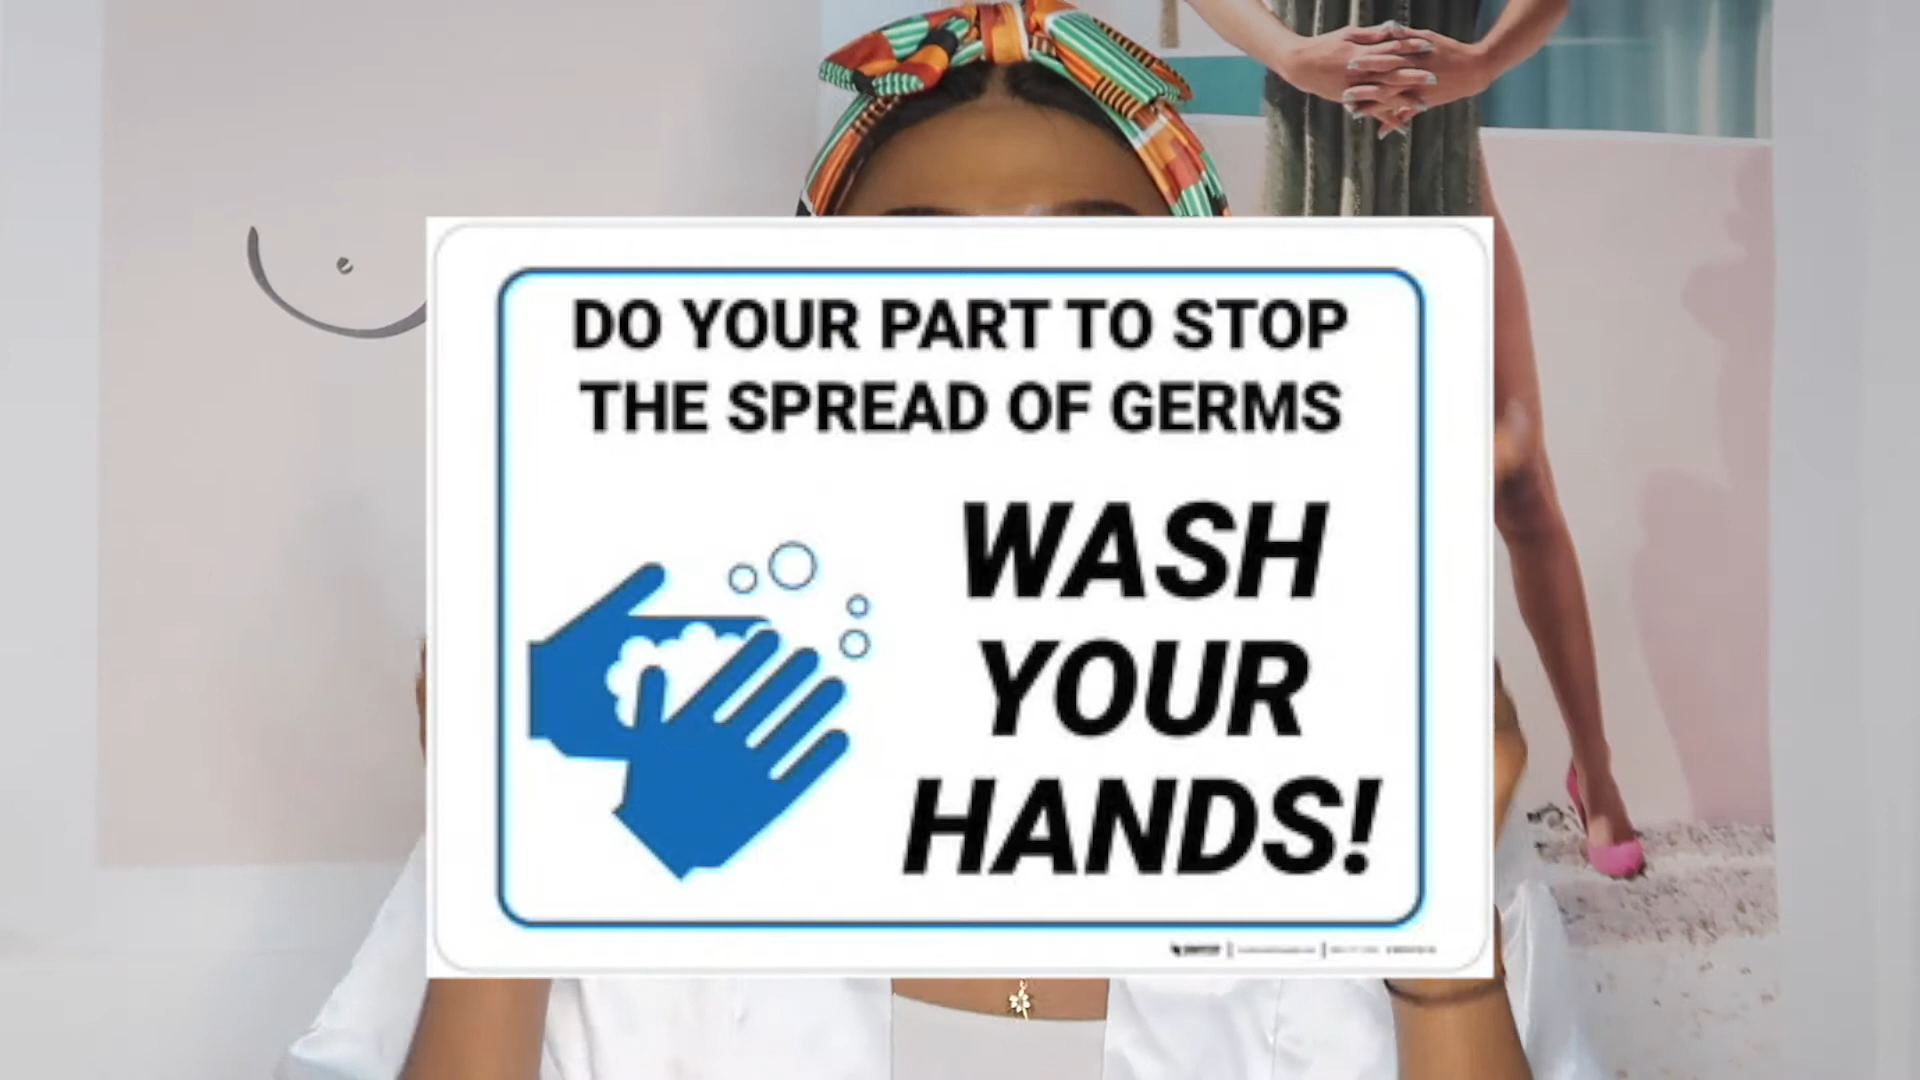 DO YOUR PART TO STOP
THE SPREAD OF GERMS
WASH
YOUR
HANDS!